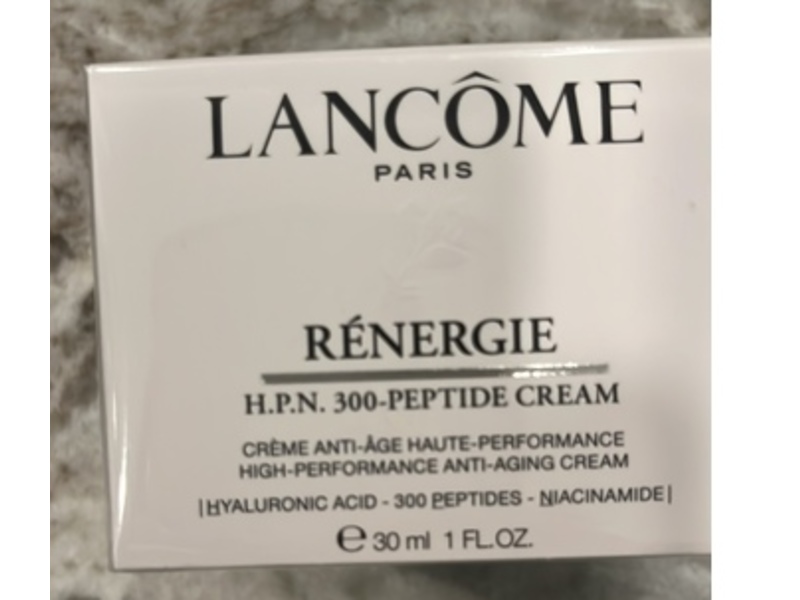 LANCÔME
PARIS
RÉNERGIE
H.P.N. 300-PEPTIDE CREAM
CRÈME ANTI-ÂGE HAUTE-PERFORMANCE
HIGH-PERFORMANCE ANTI-AGING CREAM
|HYALURONIC ACID - 300 PEPTIDES - NIACINAMIDE|
℮ 30 ml 1 FL.OZ.